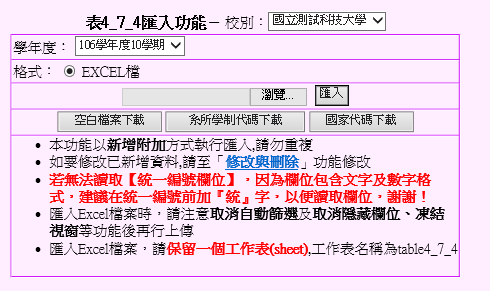 表4_7_4匯入功能－ 校別： 國立測試科技大學
學年度： 106學年度10學期
格式： EXCEL檔
瀏覽... 匯入
空白檔案下載 系所學制代碼下載 國家代碼下載
本功能以新增附加方式執行匯入,請勿重複
如要修改已新增資料,請至「修改與刪除」功能修改
若無法讀取【統一編號欄位】，因為欄位包含文字及數字格
式，建議在統一編號前加『統』字，以便讀取欄位，謝謝！
匯入Excel檔案時，請注意取消自動篩選及取消隱藏欄位、凍結
視窗等功能後再行上傳
匯入Excel檔案，請保留一個工作表(sheet),工作表名稱為table4_7_4